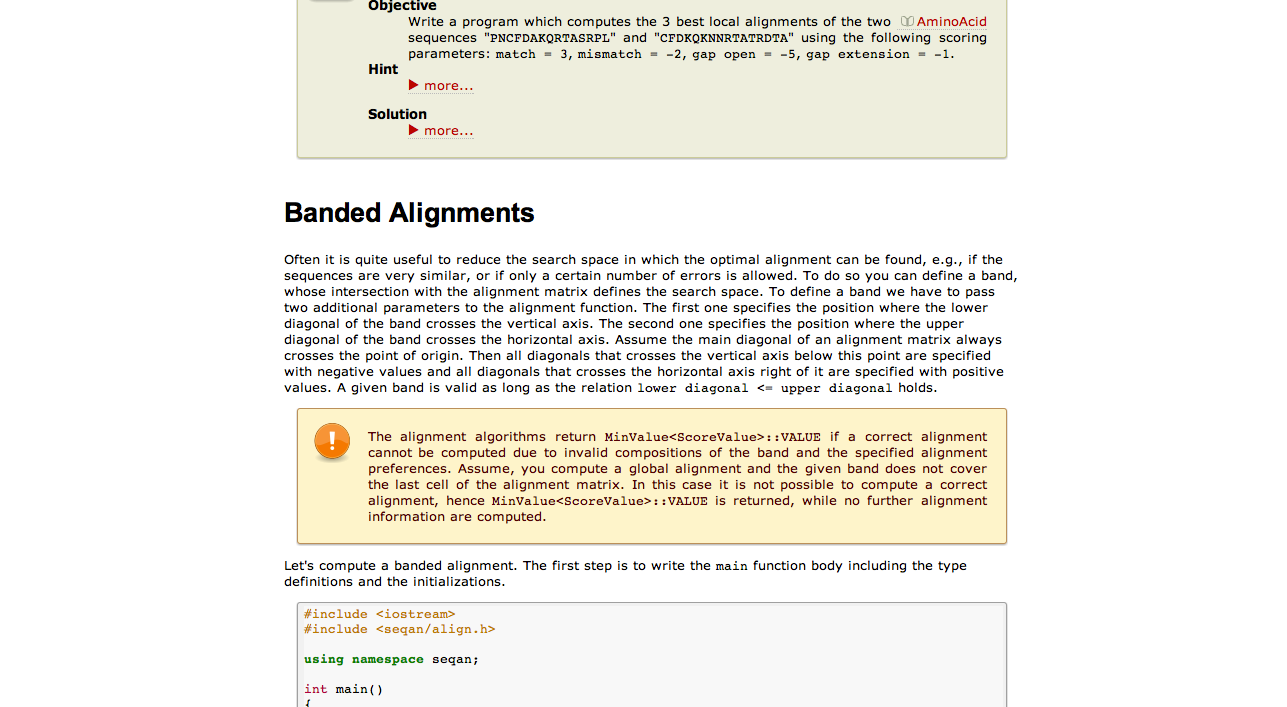 Objective
Write a program which computes the 3 best local alignments of the two AminoAcid
sequences "PNCFDAKQRTASRPL" and "CFDKQKNNRTATRDTA" using the following scoring
parameters: match = 3, mismatch = -2, gap open = -5, gap extension = -1.
Hint
▶ more...
Solution
▶ more...
Banded Alignments
Often it is quite useful to reduce the search space in which the optimal alignment can be found, e.g., if the
sequences are very similar, or if only a certain number of errors is allowed. To do so you can define a band,
whose intersection with the alignment matrix defines the search space. To define a band we have to pass
two additional parameters to the alignment function. The first one specifies the position where the lower
diagonal of the band crosses the vertical axis. The second one specifies the position where the upper
diagonal of the band crosses the horizontal axis. Assume the main diagonal of an alignment matrix always
crosses the point of origin. Then all diagonals that crosses the vertical axis below this point are specified
with negative values and all diagonals that crosses the horizontal axis right of it are specified with positive
values. A given band is valid as long as the relation lower diagonal <= upper diagonal holds.
The alignment algorithms return MinValue<ScoreValue>::VALUE if a correct alignment
cannot be computed due to invalid compositions of the band and the specified alignment
preferences. Assume, you compute a global alignment and the given band does not cover
the last cell of the alignment matrix. In this case it is not possible to compute a correct
alignment, hence MinValue<ScoreValue>::VALUE is returned, while no further alignment
information are computed.
Let's compute a banded alignment. The first step is to write the main function body including the type
definitions and the initializations.
#include <iostream>
#include <seqan/align.h>
using namespace seqan;
int main()
{